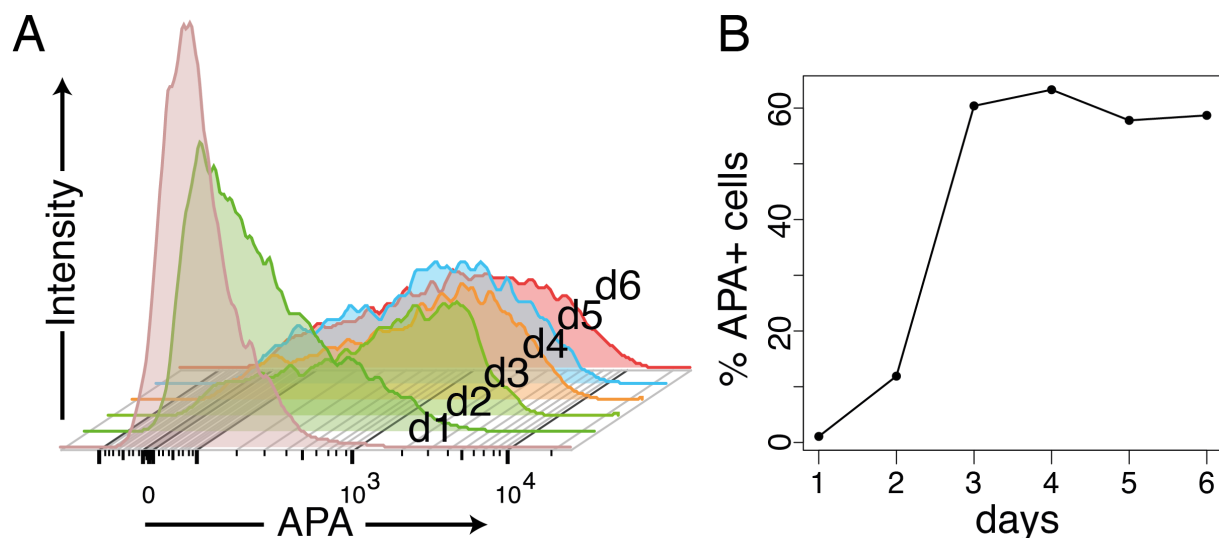 A
Intensity
d6
d5
d4
d3
d2
d1
0
10³
10⁴
APA
B
% APA+ cells
60
40
20
0
1 2 3 4 5 6
days